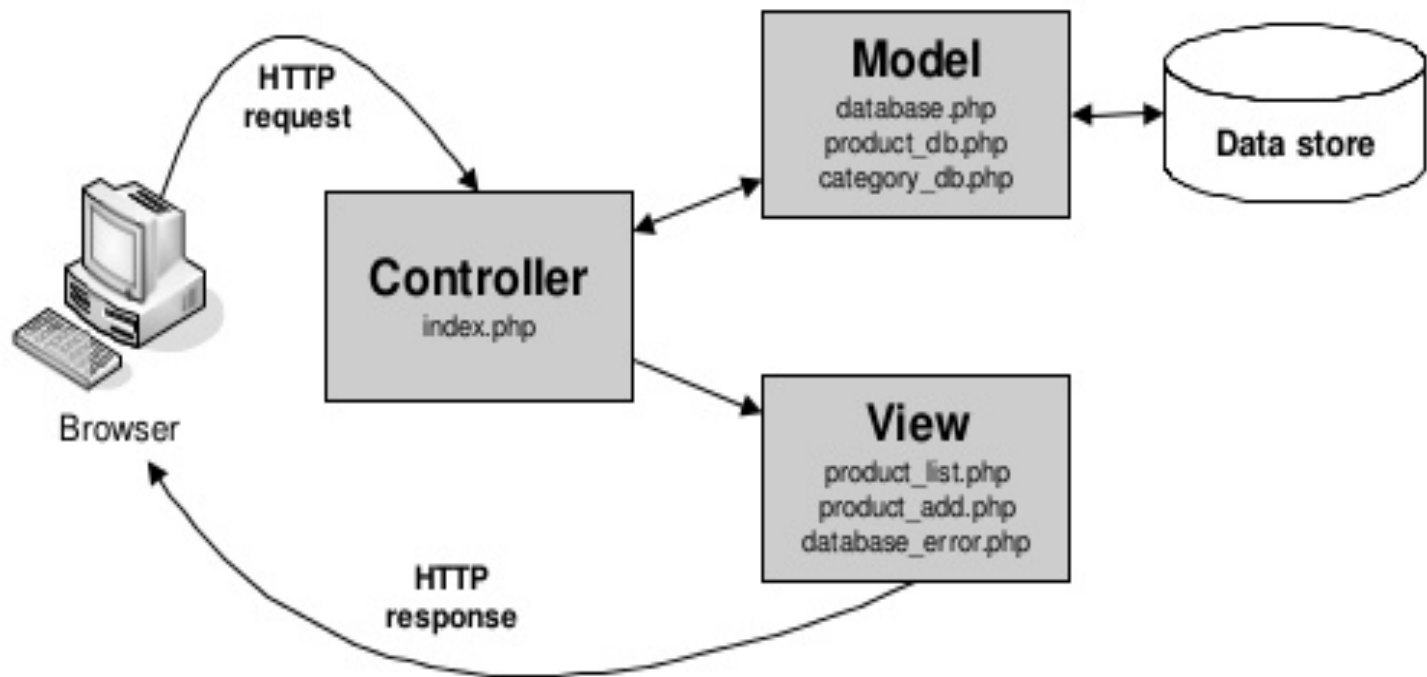 HTTP
request
Model
database.php
product_db.php
category_db.php
Data store
Controller
index.php
Browser
View
product_list.php
product_add.php
database_error.php
HTTP
response